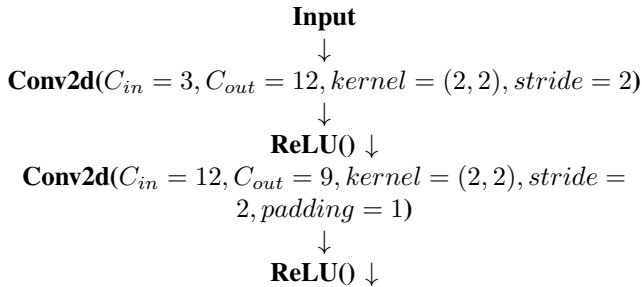 Input
↓
Conv2d(C_in = 3, C_out = 12, kernel = (2, 2), stride = 2)
↓
ReLU() ↓
Conv2d(C_in = 12, C_out = 9, kernel = (2, 2), stride =
2, padding = 1)
↓
ReLU() ↓